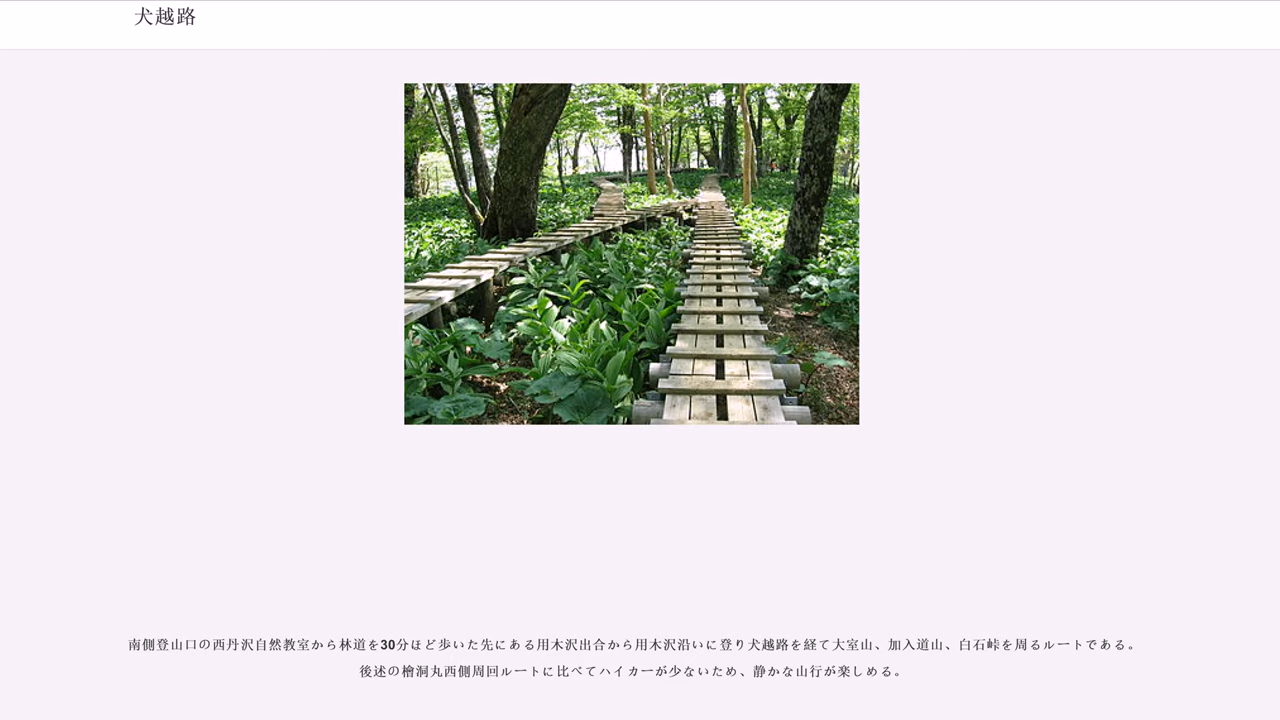 犬越路
南側登山口の西丹沢自然教室から林道を30分ほど歩いた先にある用木沢出合から用木沢沿いに登り犬越路を経て大室山、加入道山、白石峠を周るルートである。
後述の檜洞丸西側周回ルートに比べてハイカーが少ないため、静かな山行が楽しめる。